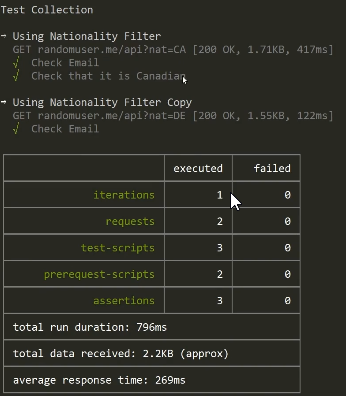 Test Collection
→ Using Nationality Filter
GET randomuser.me/api?nat=CA [200 OK, 1.71KB, 417ms]
√ Check Email
√ Check that it is Canadian
→ Using Nationality Filter Copy
GET randomuser.me/api?nat=DE [200 OK, 1.55KB, 122ms]
√ Check Email
executed failed
iterations 1 0
requests 2 0
test-scripts 3 0
prerequest-scripts 2 0
assertions 3 0
total run duration: 796ms
total data received: 2.2KB (approx)
average response time: 269ms